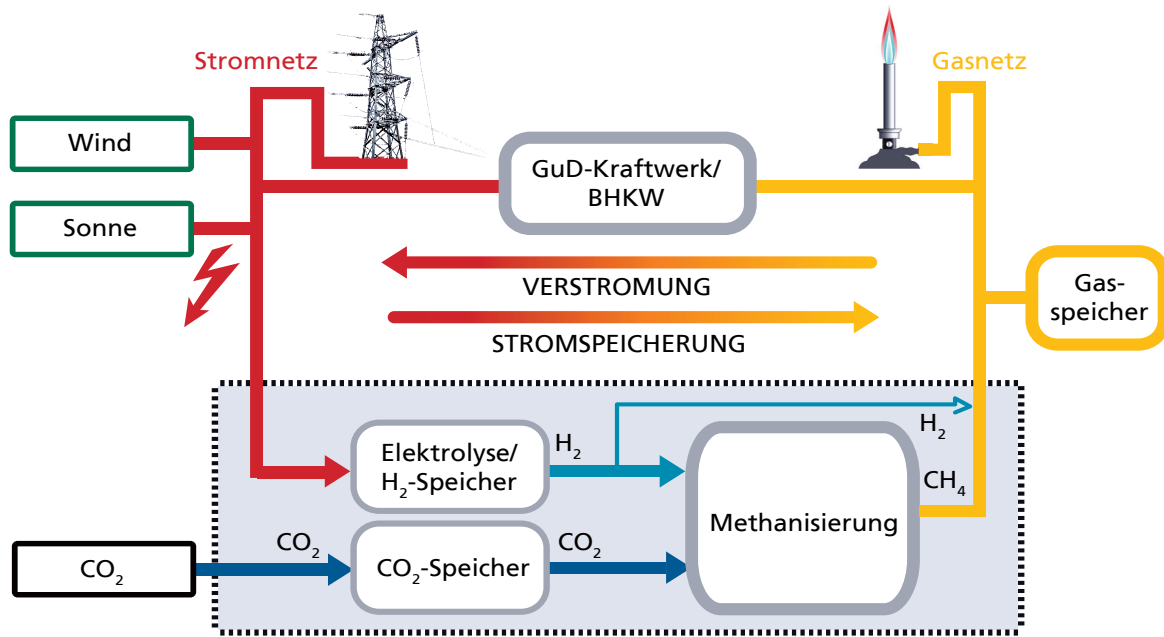 Stromnetz
Gasnetz
Wind
GuD-Kraftwerk/
BHKW
Sonne
VERSTROMUNG
Gas-
speicher
STROMSPEICHERUNG
H₂
Elektrolyse/
H₂-Speicher
H₂
CH₄
Methanisierung
CO₂
CO₂
CO₂-Speicher
CO₂